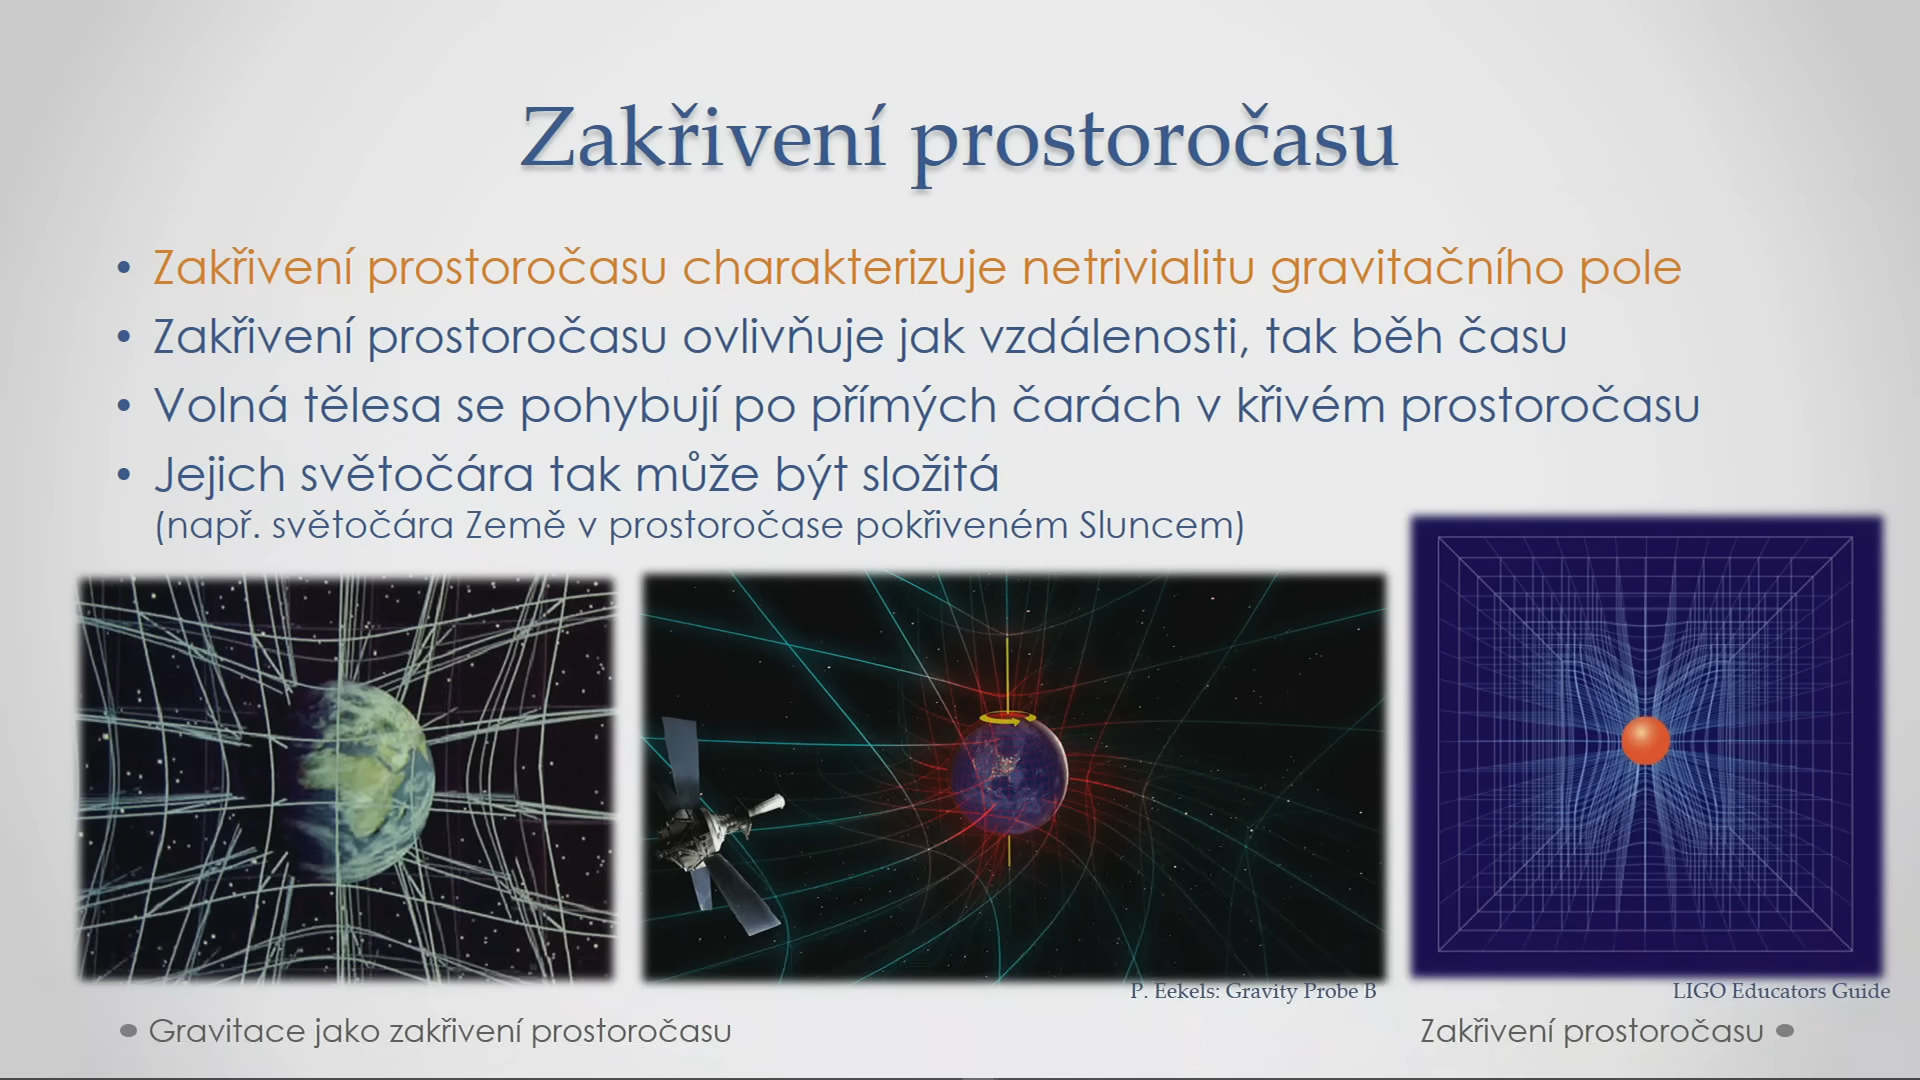 Zakřivení prostoročasu
• Zakřivení prostoročasu charakterizuje netrivialitu gravitačního pole
• Zakřivení prostoročasu ovlivňuje jak vzdálenosti, tak běh času
• Volná tělesa se pohybují po přímých čarách v křivém prostoročasu
• Jejich světočára tak může být složitá
(např. světočára Země v prostoročase pokřiveném Sluncem)
P. Eekels: Gravity Probe B
LIGO Educators Guide
Gravitace jako zakřivení prostoročasu
Zakřivení prostoročasu